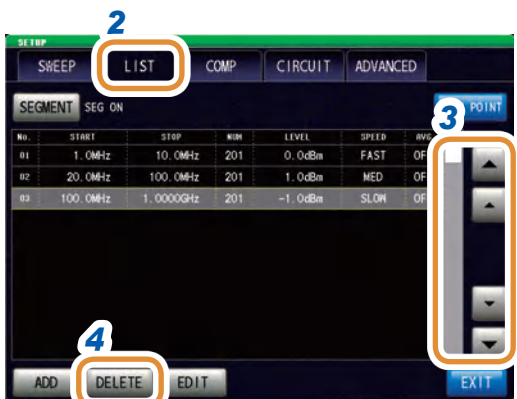 2
SETUP
SWEEP LIST COMP CIRCUIT ADVANCED
SEGMENT SEG ON POINT
3
No. START STOP NUM LEVEL SPEED AVG
01 1.0MHz 10.0MHz 201 0.0dBm FAST OF
02 20.0MHz 100.0MHz 201 1.0dBm MED OF
03 100.0MHz 1.0000GHz 201 -1.0dBm SLOW OF
4
ADD DELETE EDIT EXIT